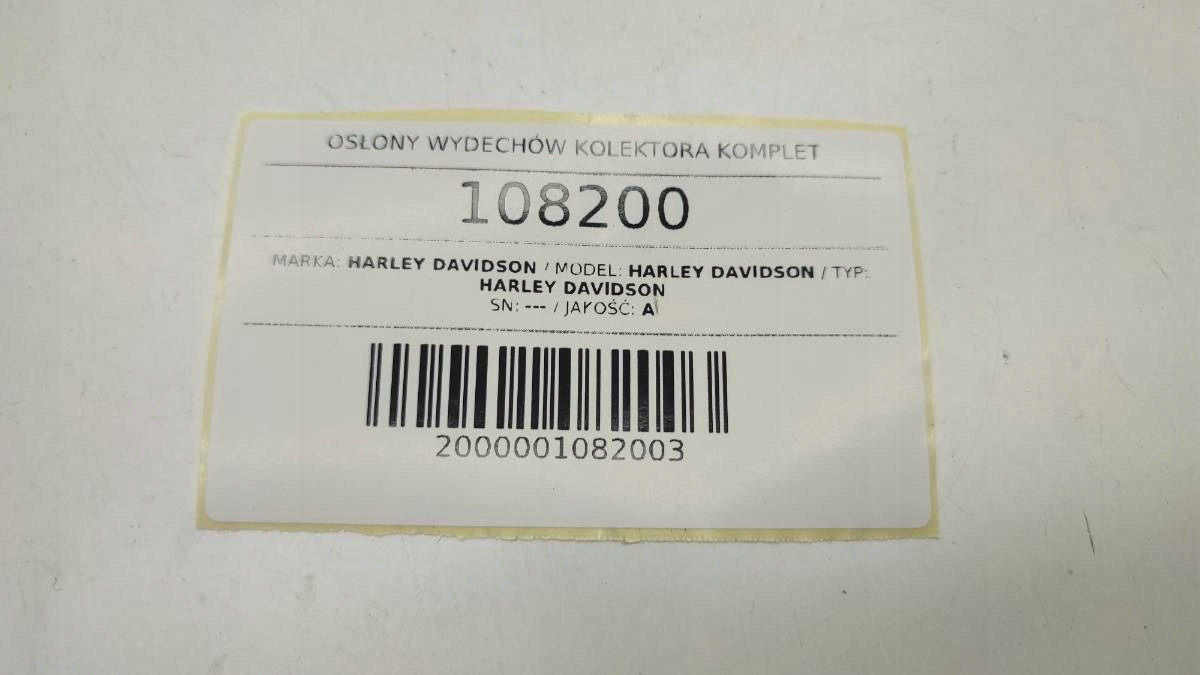 OSŁONY WYDECHÓW KOLEKTORA KOMPLET
108200
MARKA: HARLEY DAVIDSON / MODEL: HARLEY DAVIDSON / TYP:
HARLEY DAVIDSON
SN: --- / JAKOŚĆ: A
2000001082003